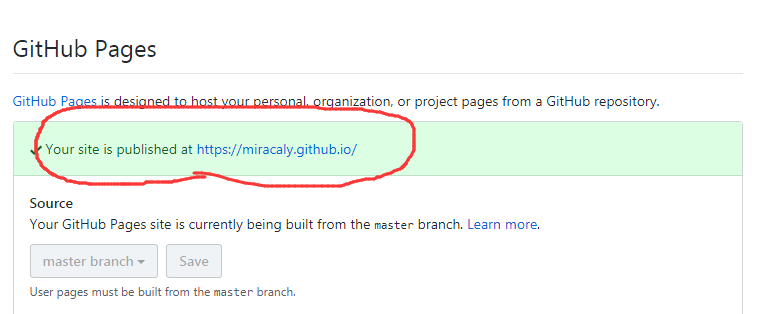 GitHub Pages
GitHub Pages is designed to host your personal, organization, or project pages from a GitHub repository.
Your site is published at https://miracaly.github.io/
Source
Your GitHub Pages site is currently being built from the master branch. Learn more.
master branch Save
User pages must be built from the master branch.